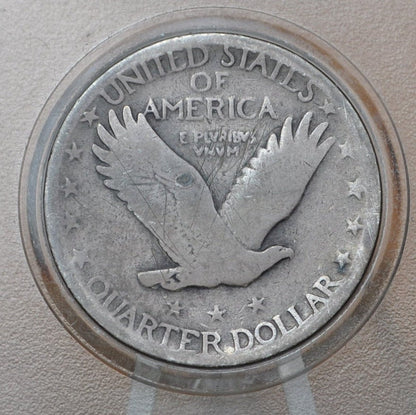 UNITED STATES
OF
AMERICA
E PLURIBUS
UNUM
QUARTER DOLLAR